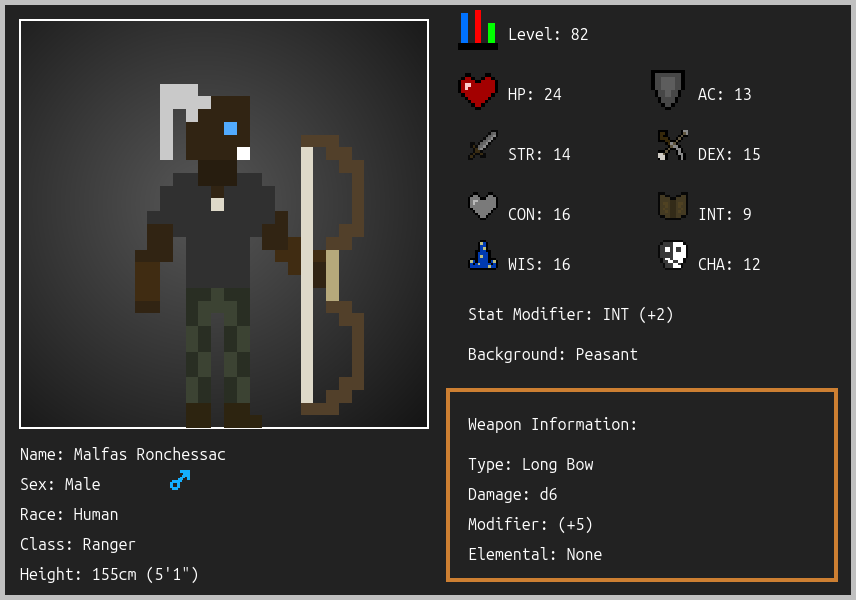 Level: 82
HP: 24
AC: 13
STR: 14
DEX: 15
CON: 16
INT: 9
WIS: 16
CHA: 12
Stat Modifier: INT (+2)
Background: Peasant
Weapon Information:
Type: Long Bow
Damage: d6
Modifier: (+5)
Elemental: None
Name: Malfas Ronchessac
Sex: Male
Race: Human
Class: Ranger
Height: 155cm (5'1")